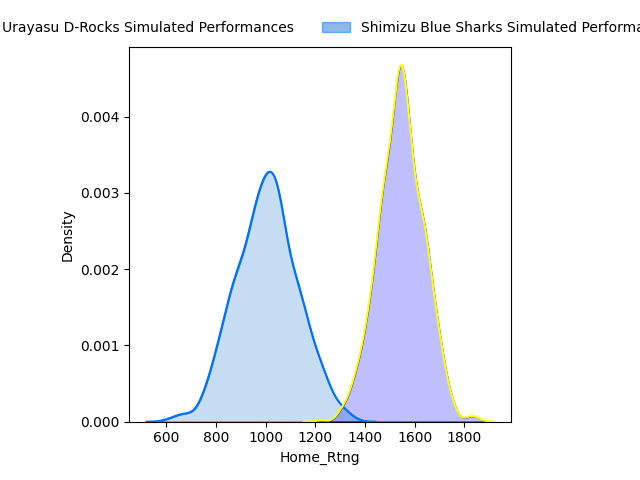 Urayasu D-Rocks Simulated Performances
Shimizu Blue Sharks Simulated Performa
Density
0.004
0.003
0.002
0.001
0.000
600 800 1000 1200 1400 1600 1800
Home_Rtng